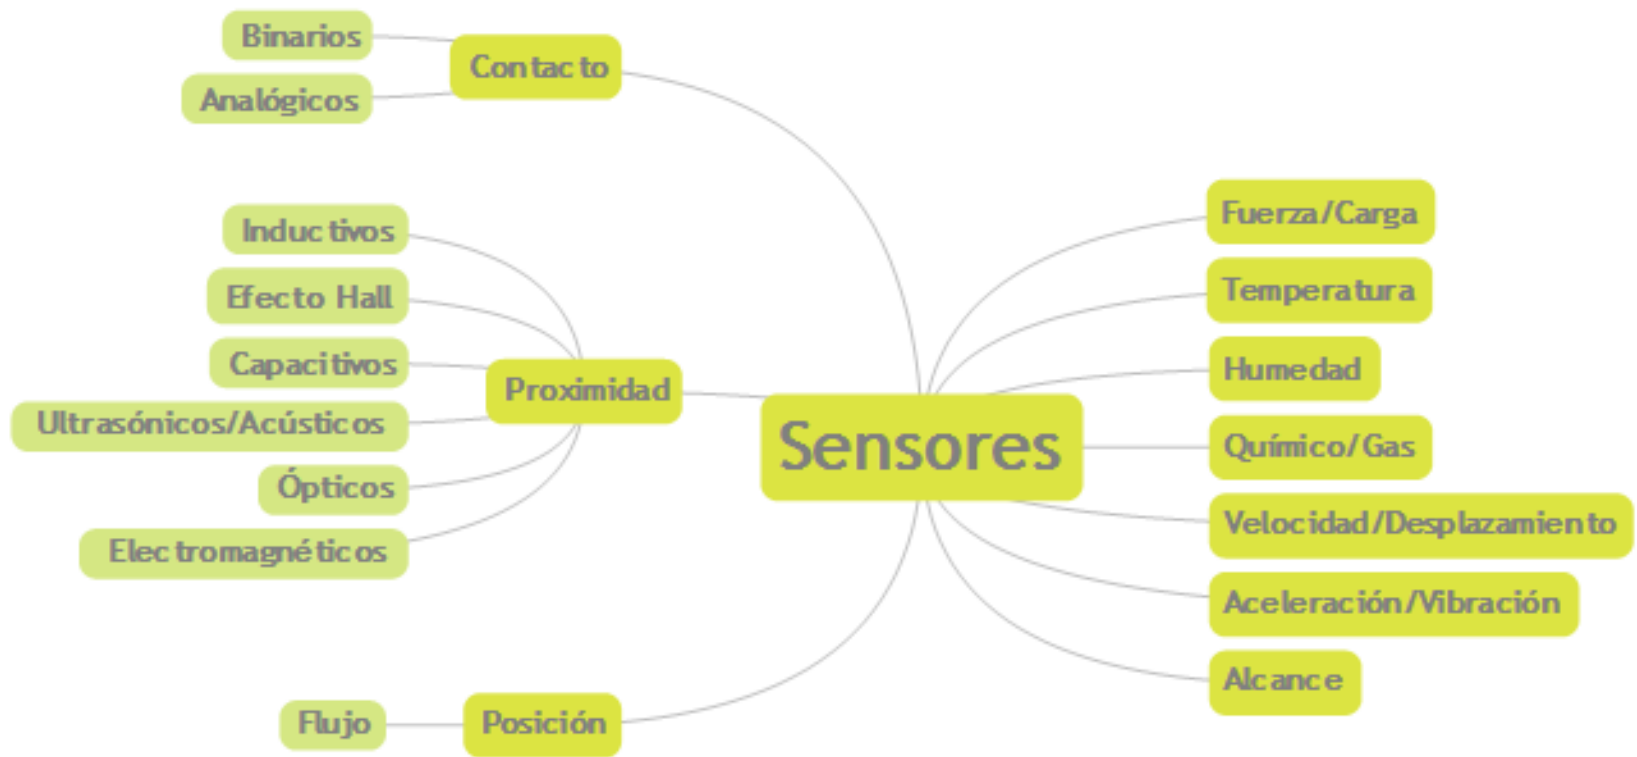 Binarios
Contacto
Analógicos
Inductivos
Efecto Hall
Capacitivos
Proximidad
Ultrasónicos/Acústicos
Ópticos
Electromagnéticos
Flujo
Posición
Sensores
Fuerza/Carga
Temperatura
Humedad
Químico/Gas
Velocidad/Desplazamiento
Aceleración/Vibración
Alcance